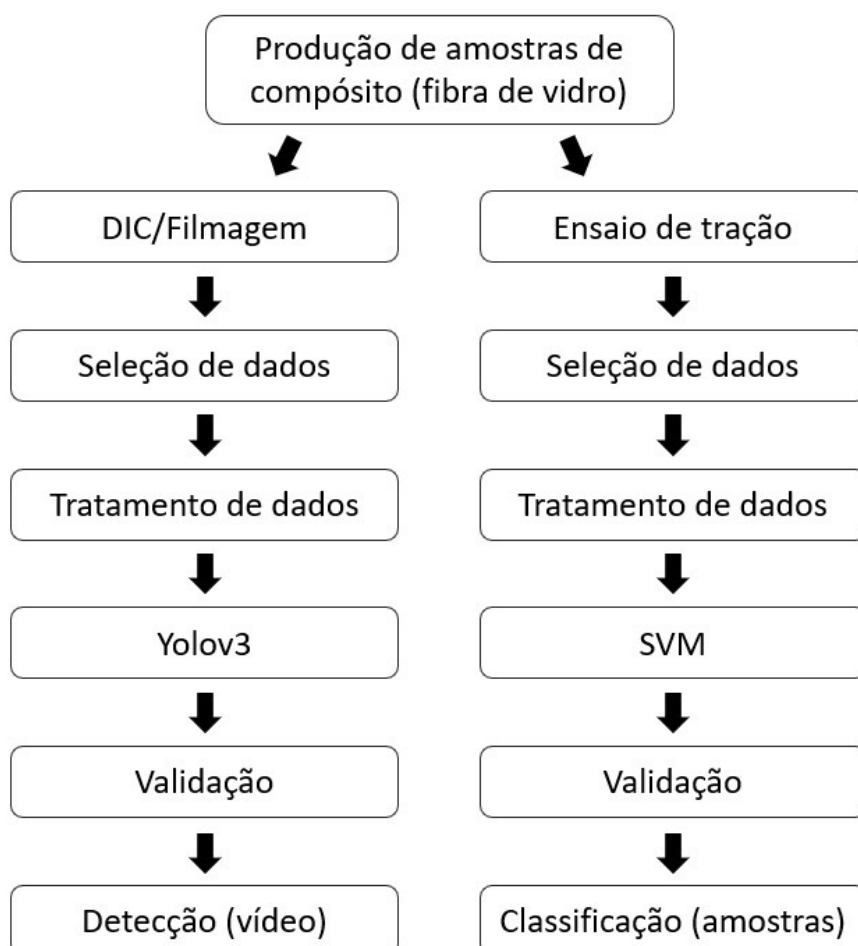 Produção de amostras de
compósito (fibra de vidro)
DIC/Filmagem
Ensaio de tração
Seleção de dados
Seleção de dados
Tratamento de dados
Tratamento de dados
Yolov3
SVM
Validação
Validação
Detecção (vídeo)
Classificação (amostras)